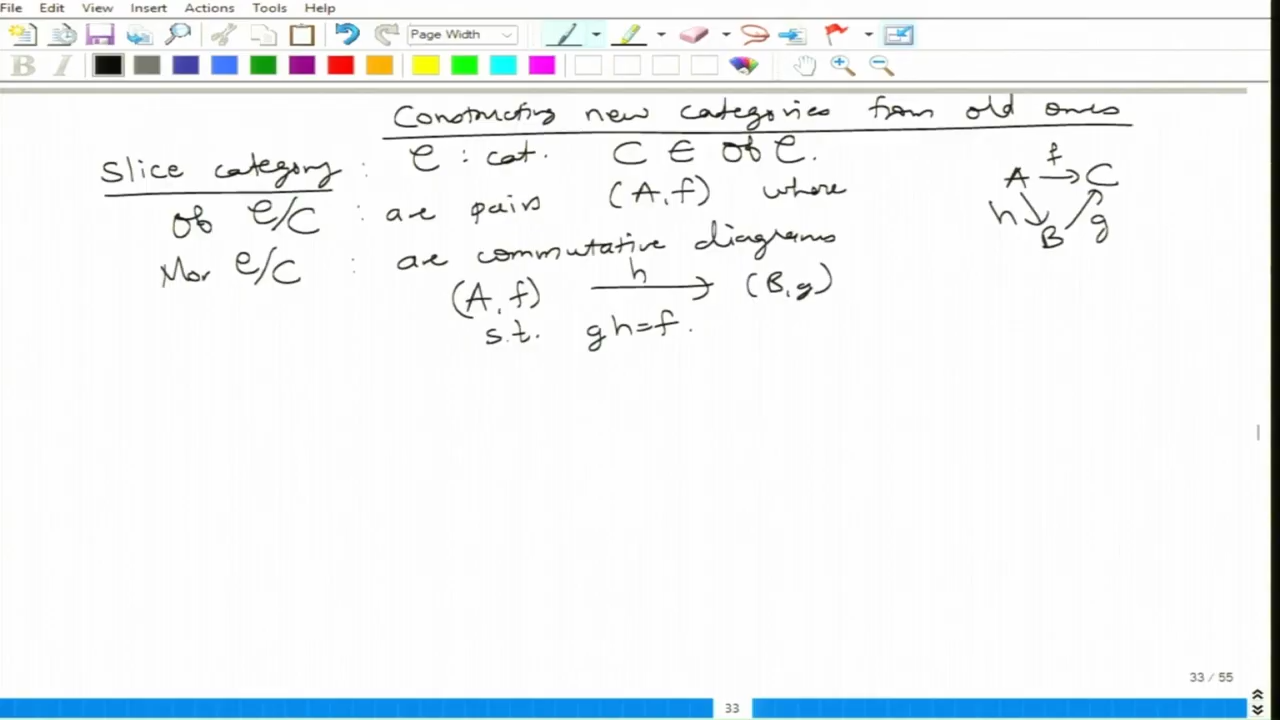 File Edit View Insert Actions Tools Help
Page Width
B I
Constructing new categories from old ones
Slice category : C : cat. C ∈ Ob C.
Ob C/C : are pairs (A, f) where
Mor C/C : are commutative diagrams
(A, f) h→ (B, g)
s.t. gh=f.
f
A → C
h B g
33 / 55
33